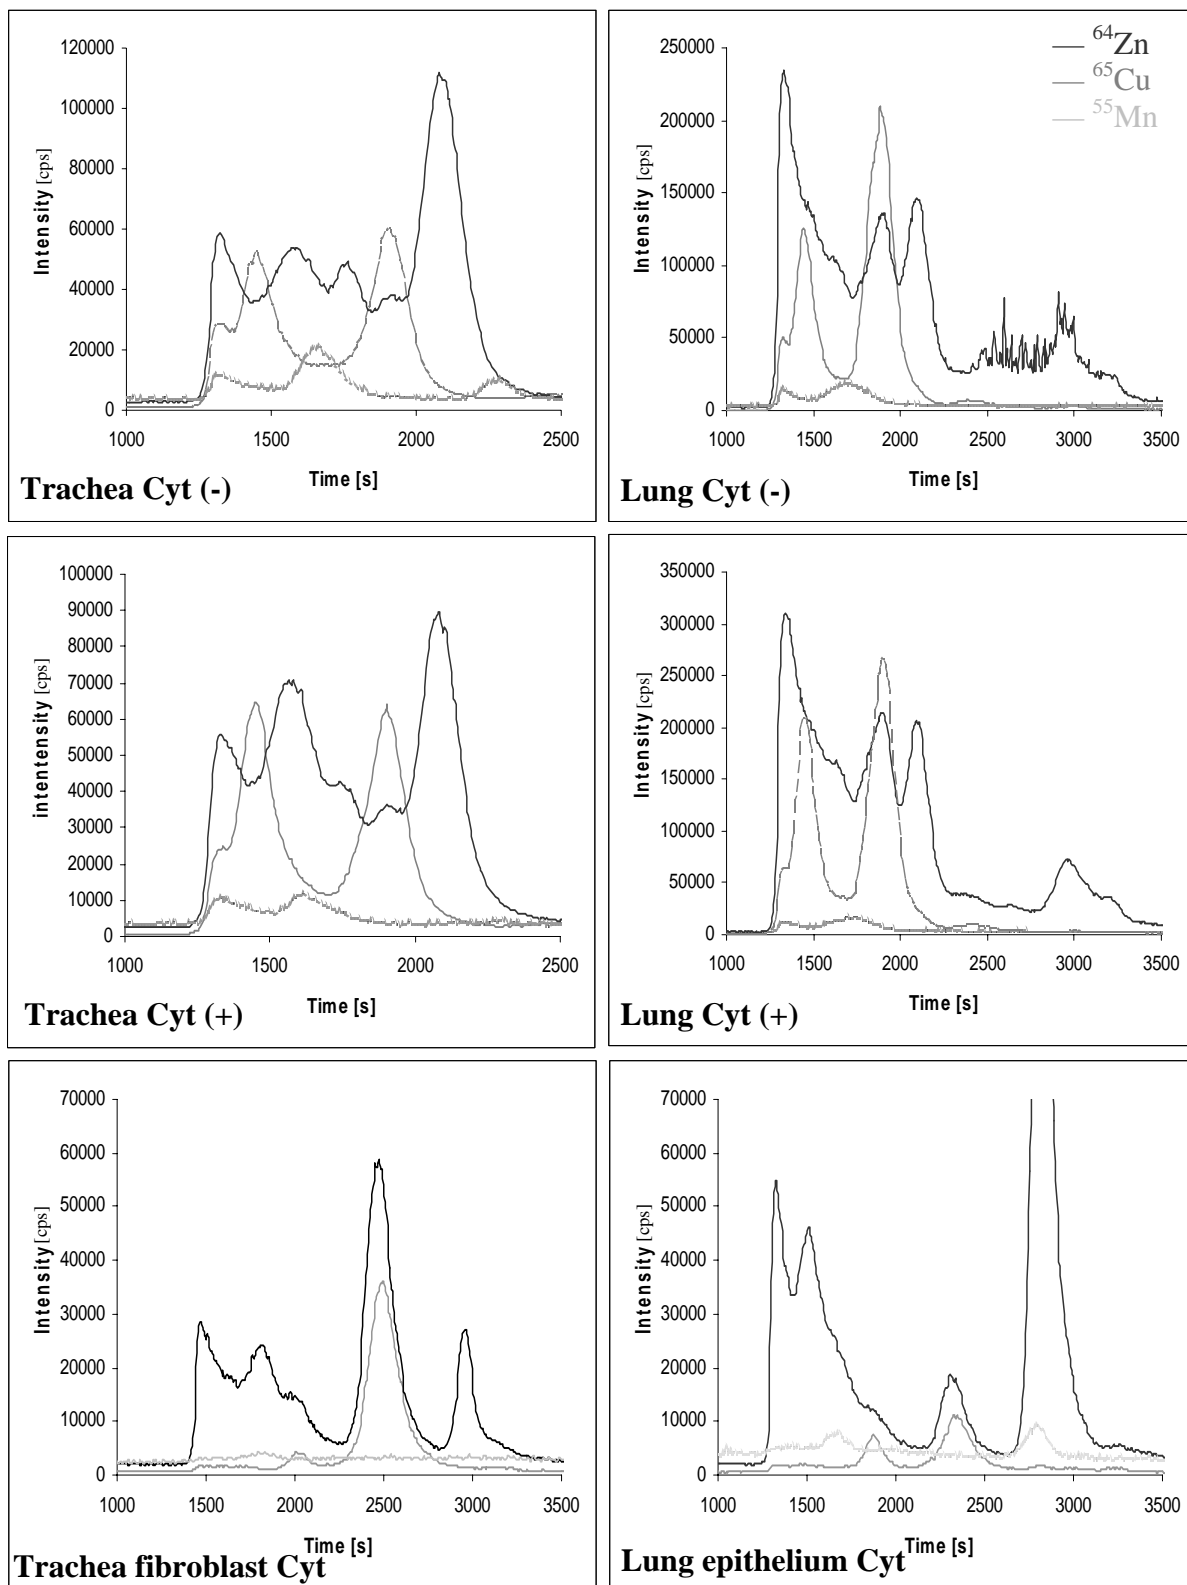 120000
100000
80000
60000
40000
20000
0
Intensity [cps]
1000 1500 2000 2500
Time [s]
Trachea Cyt (-)
250000
200000
150000
100000
50000
0
Intensity [cps]
64Zn
65Cu
55Mn
1000 1500 2000 2500 3000 3500
Time [s]
Lung Cyt (-)
100000
90000
80000
70000
60000
50000
40000
30000
20000
10000
0
intentensity [cps]
1000 1500 2000 2500
Time [s]
Trachea Cyt (+)
350000
300000
250000
200000
150000
100000
50000
0
Intensity [cps]
1000 1500 2000 2500 3000 3500
Time [s]
Lung Cyt (+)
70000
60000
50000
40000
30000
20000
10000
0
Intensity [cps]
1000 1500 2000 2500 3000 3500
Time [s]
Trachea fibroblast Cyt
70000
60000
50000
40000
30000
20000
10000
0
Intensity [cps]
1000 1500 2000 2500 3000 3500
Time [s]
Lung epithelium Cyt